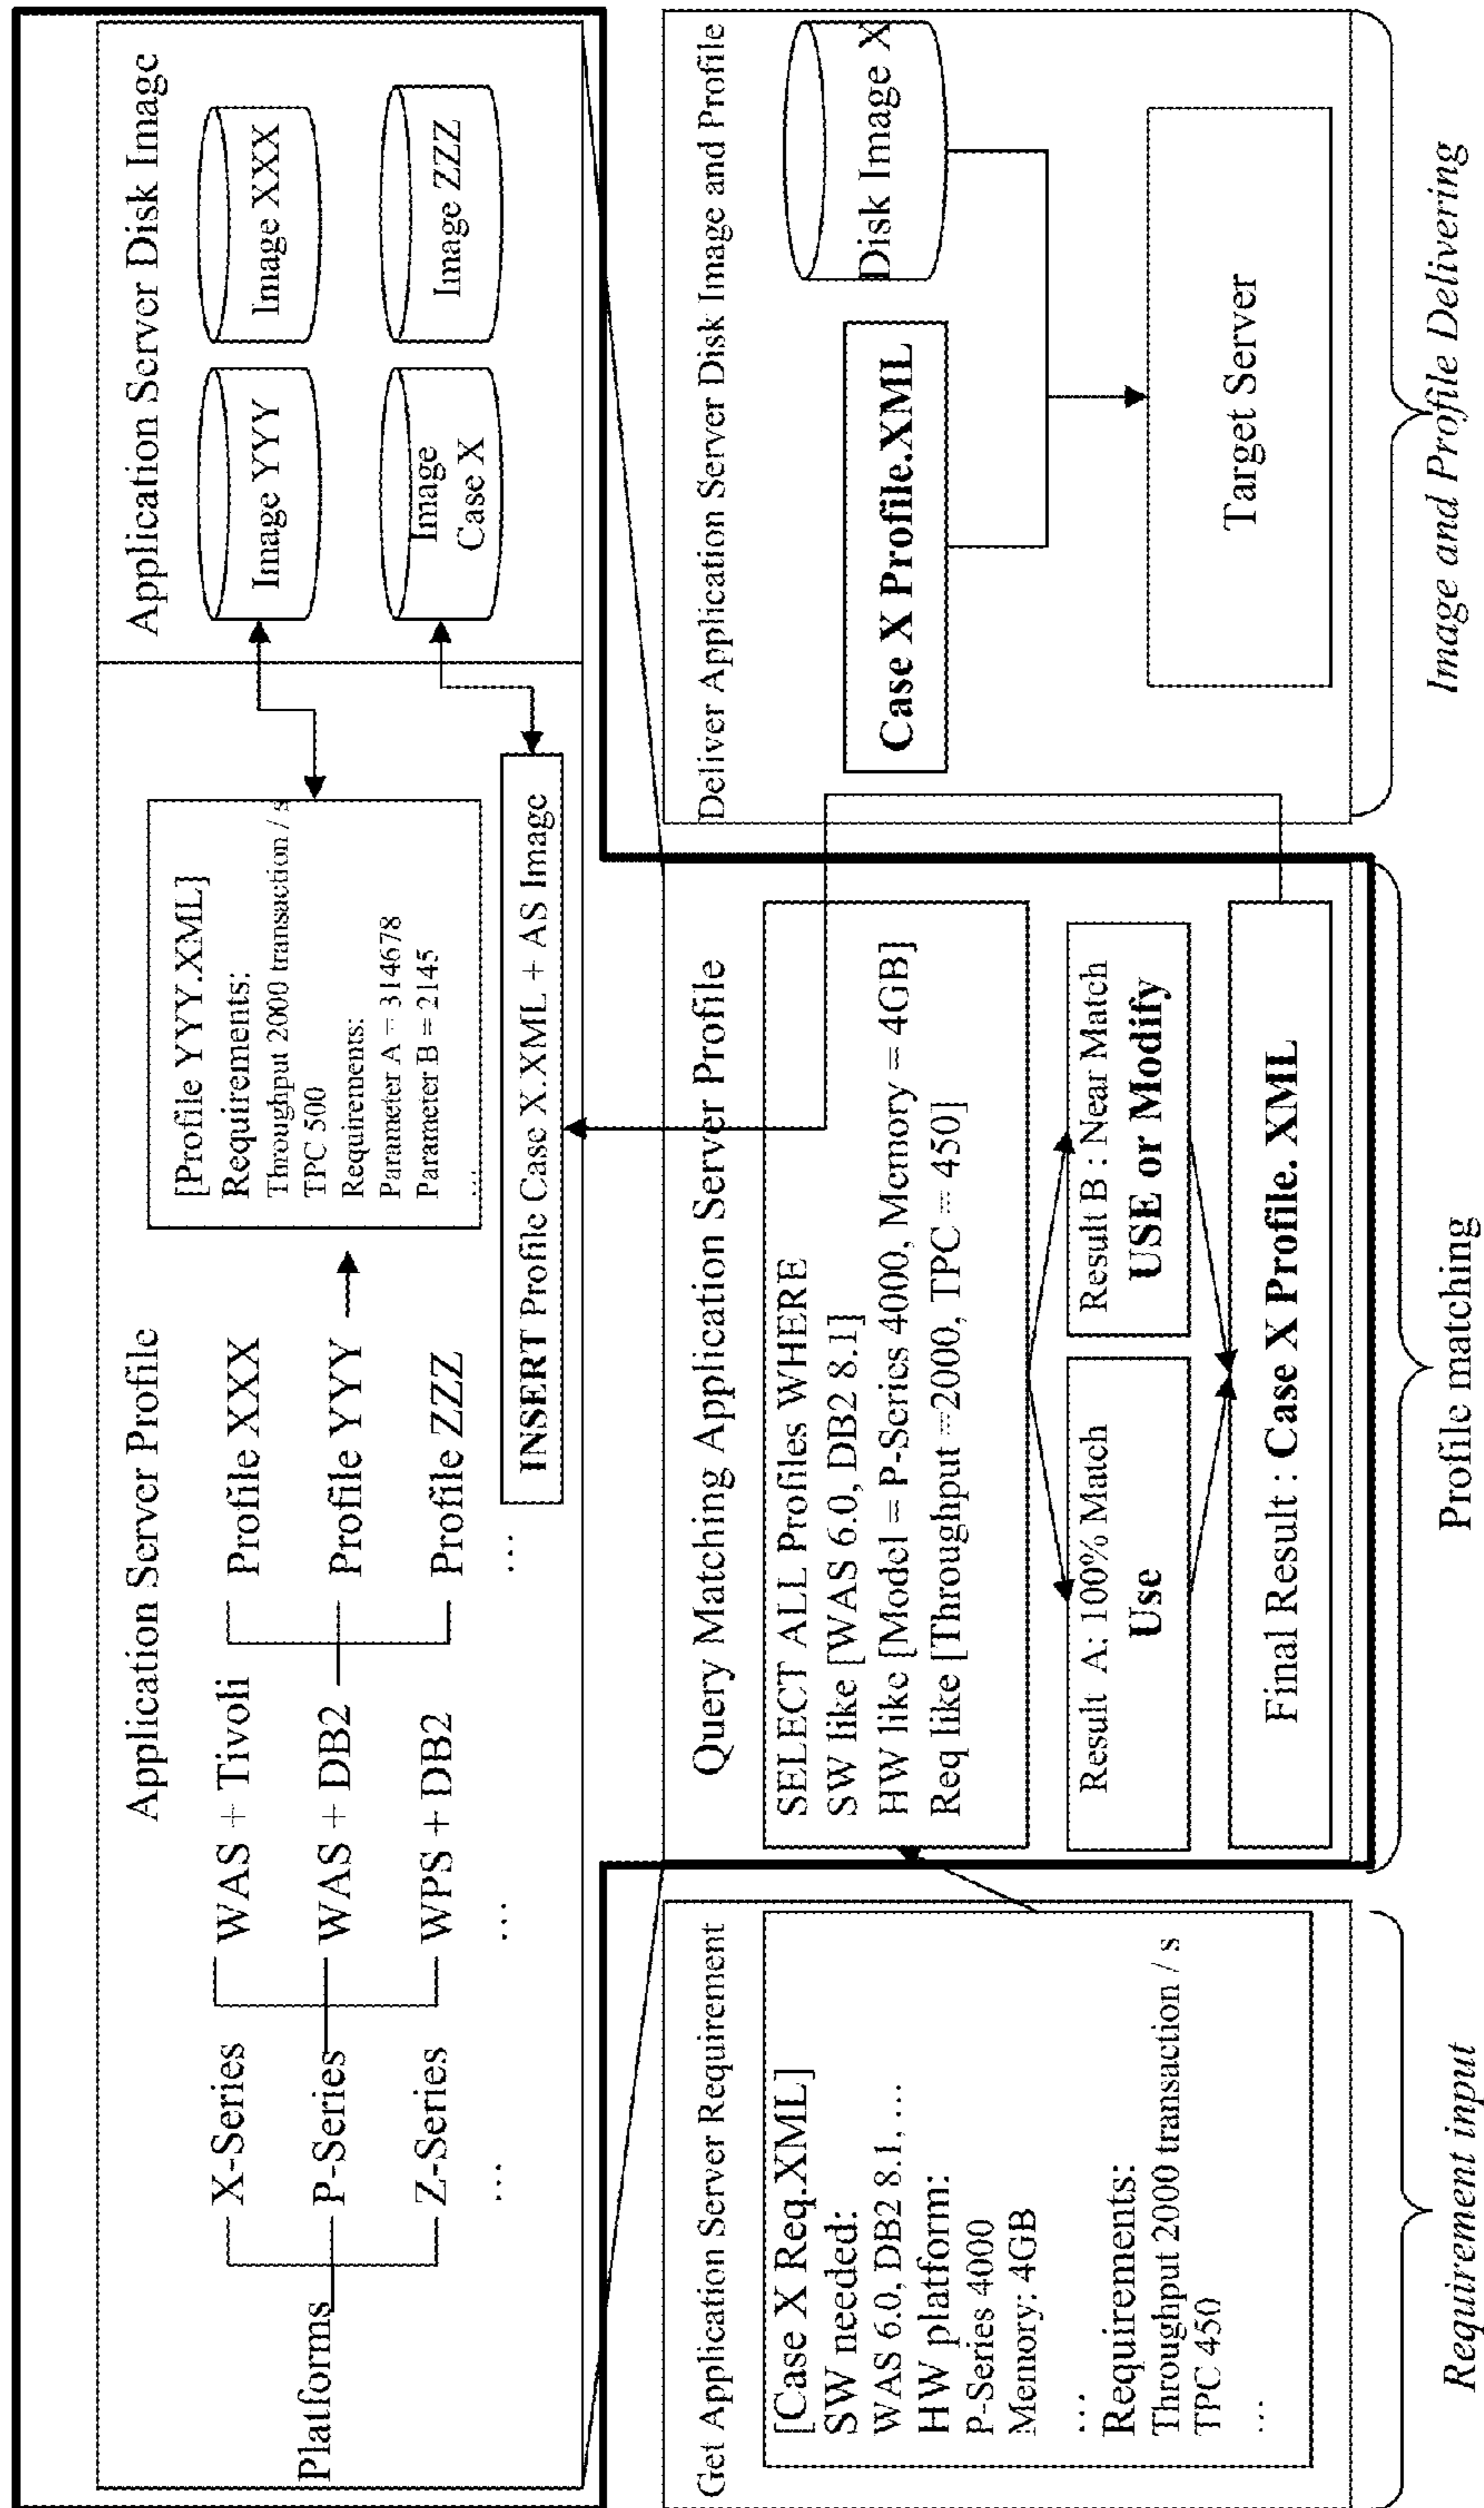 Application Server Profile
Platforms
X-Series
P-Series
Z-Series
…
WAS + Tivoli
WAS + DB2
WPS + DB2
…
Profile XXX
Profile YYY
Profile ZZZ
…
[Profile YYY.XML]
Requirements:
Throughput 2000 transaction / s
TPC 500
Requirements:
Parameter A = 314678
Parameter B = 2145
…
INSERT Profile Case X.XML + AS Image
Application Server Disk Image
Image YYY
Image XXX
Image
Case X
Image ZZZ
Get Application Server Requirement
[Case X Req.XML]
SW needed:
WAS 6.0, DB2 8.1, …
HW platform:
P-Series 4000
Memory: 4GB
…
Requirements:
Throughput 2000 transaction / s
TPC 450
…
Requirement input
Query Matching Application Server Profile
SELECT ALL Profiles WHERE
SW like [WAS 6.0, DB2 8.1]
HW like [Model = P-Series 4000, Memory = 4GB]
Req like [Throughput =2000, TPC = 450]
Result A: 100% Match
Use
Result B : Near Match
USE or Modify
Final Result : Case X Profile. XML
Profile matching
Deliver Application Server Disk Image and Profile
Case X Profile.XML
Disk Image X
Target Server
Image and Profile Delivering